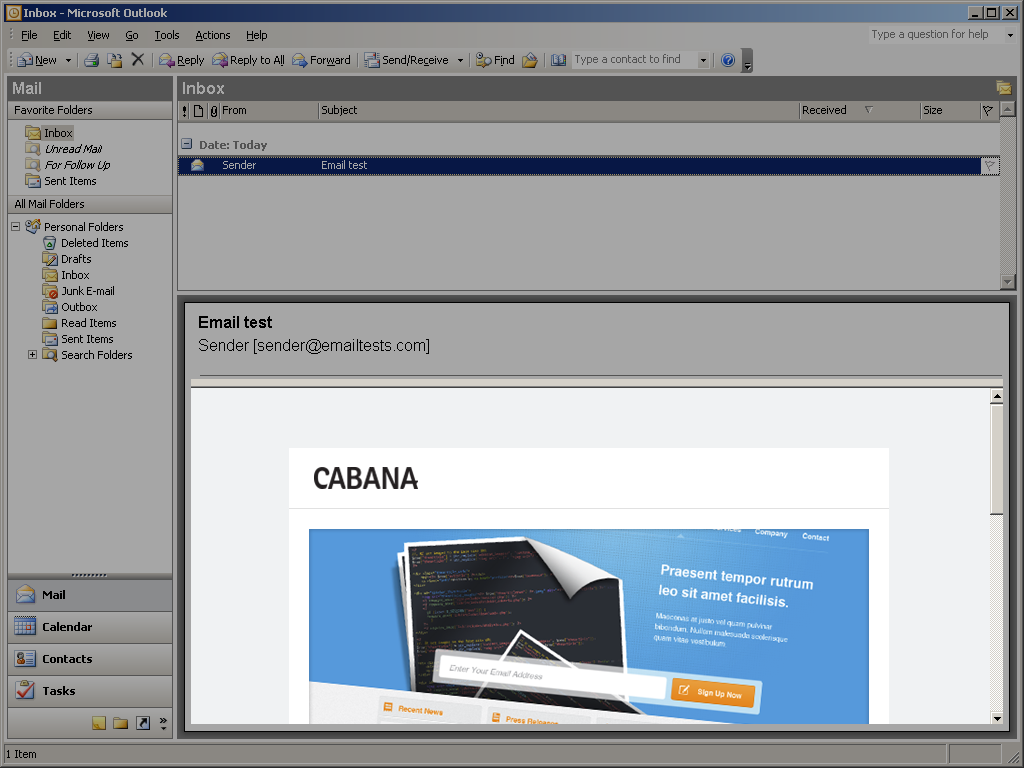 Inbox - Microsoft Outlook
File Edit View Go Tools Actions Help Type a question for help
New Reply Reply to All Forward Send/Receive Find Type a contact to find
Mail
Favorite Folders
Inbox
Unread Mail
For Follow Up
Sent Items
All Mail Folders
Personal Folders
Deleted Items
Drafts
Inbox
Junk E-mail
Outbox
Read Items
Sent Items
Search Folders
Mail
Calendar
Contacts
Tasks
Inbox
From Subject Received Size
Date: Today
Sender Email test
Email test
Sender [sender@emailtests.com]
CABANA
Company Contact
Praesent tempor rutrum
leo sit amet facilisis.
Maecenas at justo vel quam pulvinar
bibendum. Nullam malesuada scelerisque
quam vitae vestibulum.
Enter Your Email Address
Sign Up Now
Recent News
Press Releases
1 Item